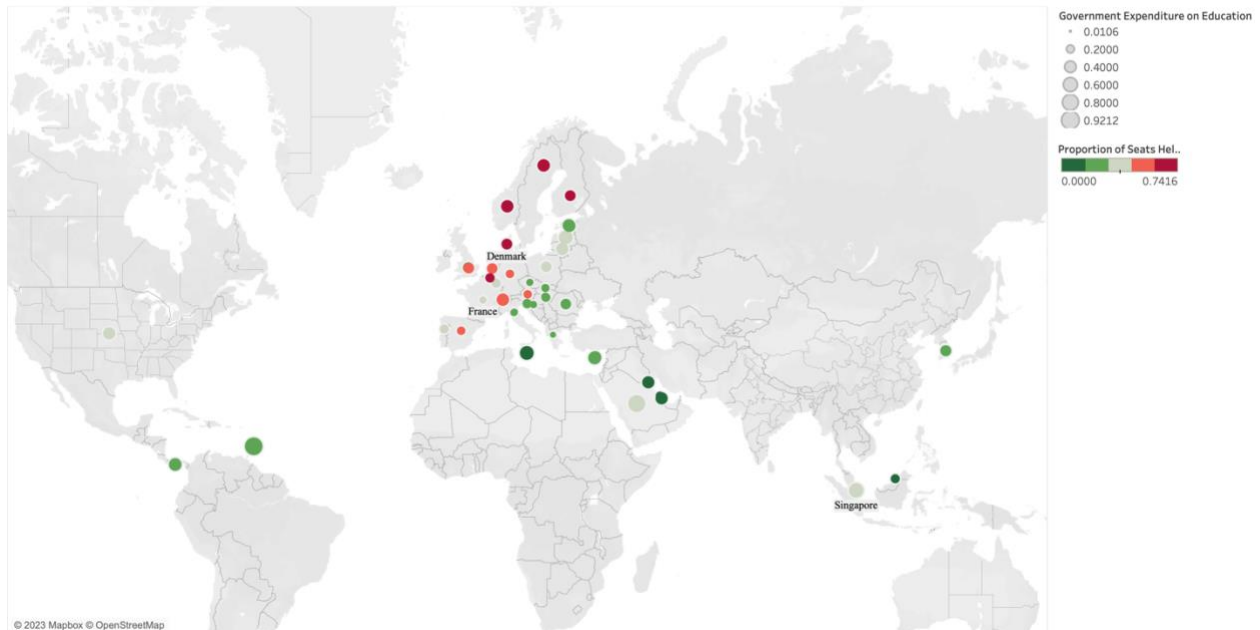 Government Expenditure on Education
0.0106
0.2000
0.4000
0.6000
0.8000
0.9212
Proportion of Seats Hel..
0.0000 0.7416
Denmark
France
Singapore
© 2023 Mapbox © OpenStreetMap